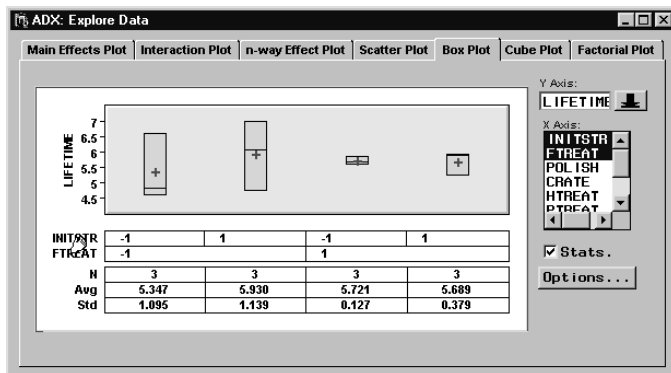 ADX: Explore Data
Main Effects Plot Interaction Plot n-way Effect Plot Scatter Plot Box Plot Cube Plot Factorial Plot
Y Axis:
LIFETIME
X Axis:
INITSTR
FTREAT
POLISH
CRATE
HTREAT
PTREAT
Stats.
Options...
LIFETIME
7
6.5
6
5.5
5
4.5
INITSTR -1 1 -1 1
FTREAT -1 1
N 3 3 3 3
Avg 5.347 5.930 5.721 5.689
Std 1.095 1.139 0.127 0.379